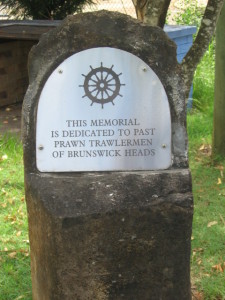 THIS MEMORIAL
IS DEDICATED TO PAST
PRAWN TRAWLERMEN
OF BRUNSWICK HEADS